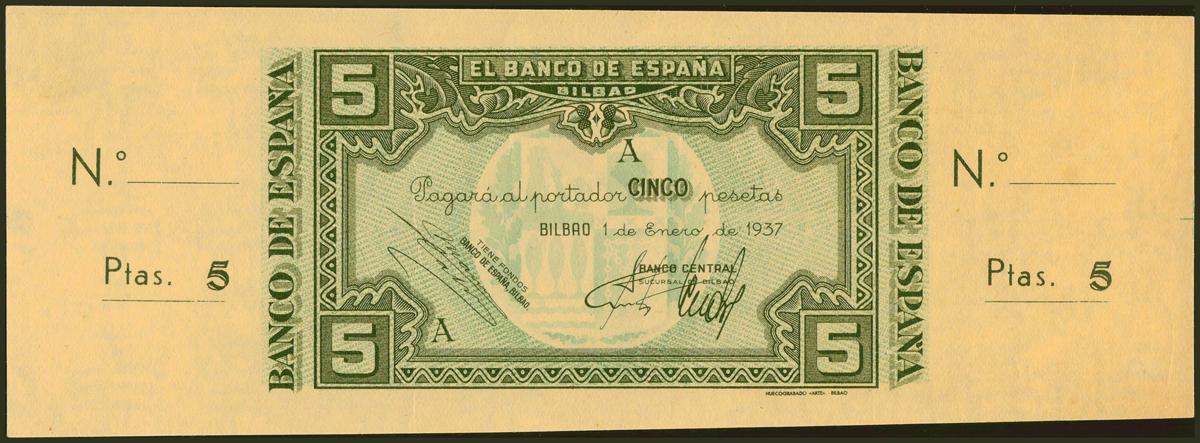 N.º
Ptas. 5
BANCO DE ESPAÑA
5
5
EL BANCO DE ESPAÑA
BILBAO
A
Pagará al portador CINCO pesetas
BILBAO 1 de Enero de 1937
TIENE FONDOS
BANCO DE ESPAÑA, BILBAO.
BANCO CENTRAL
SUCURSAL DE BILBAO
A
5
5
HUECOGRABADO «ARTE».- BILBAO
BANCO DE ESPAÑA
N.º
Ptas. 5